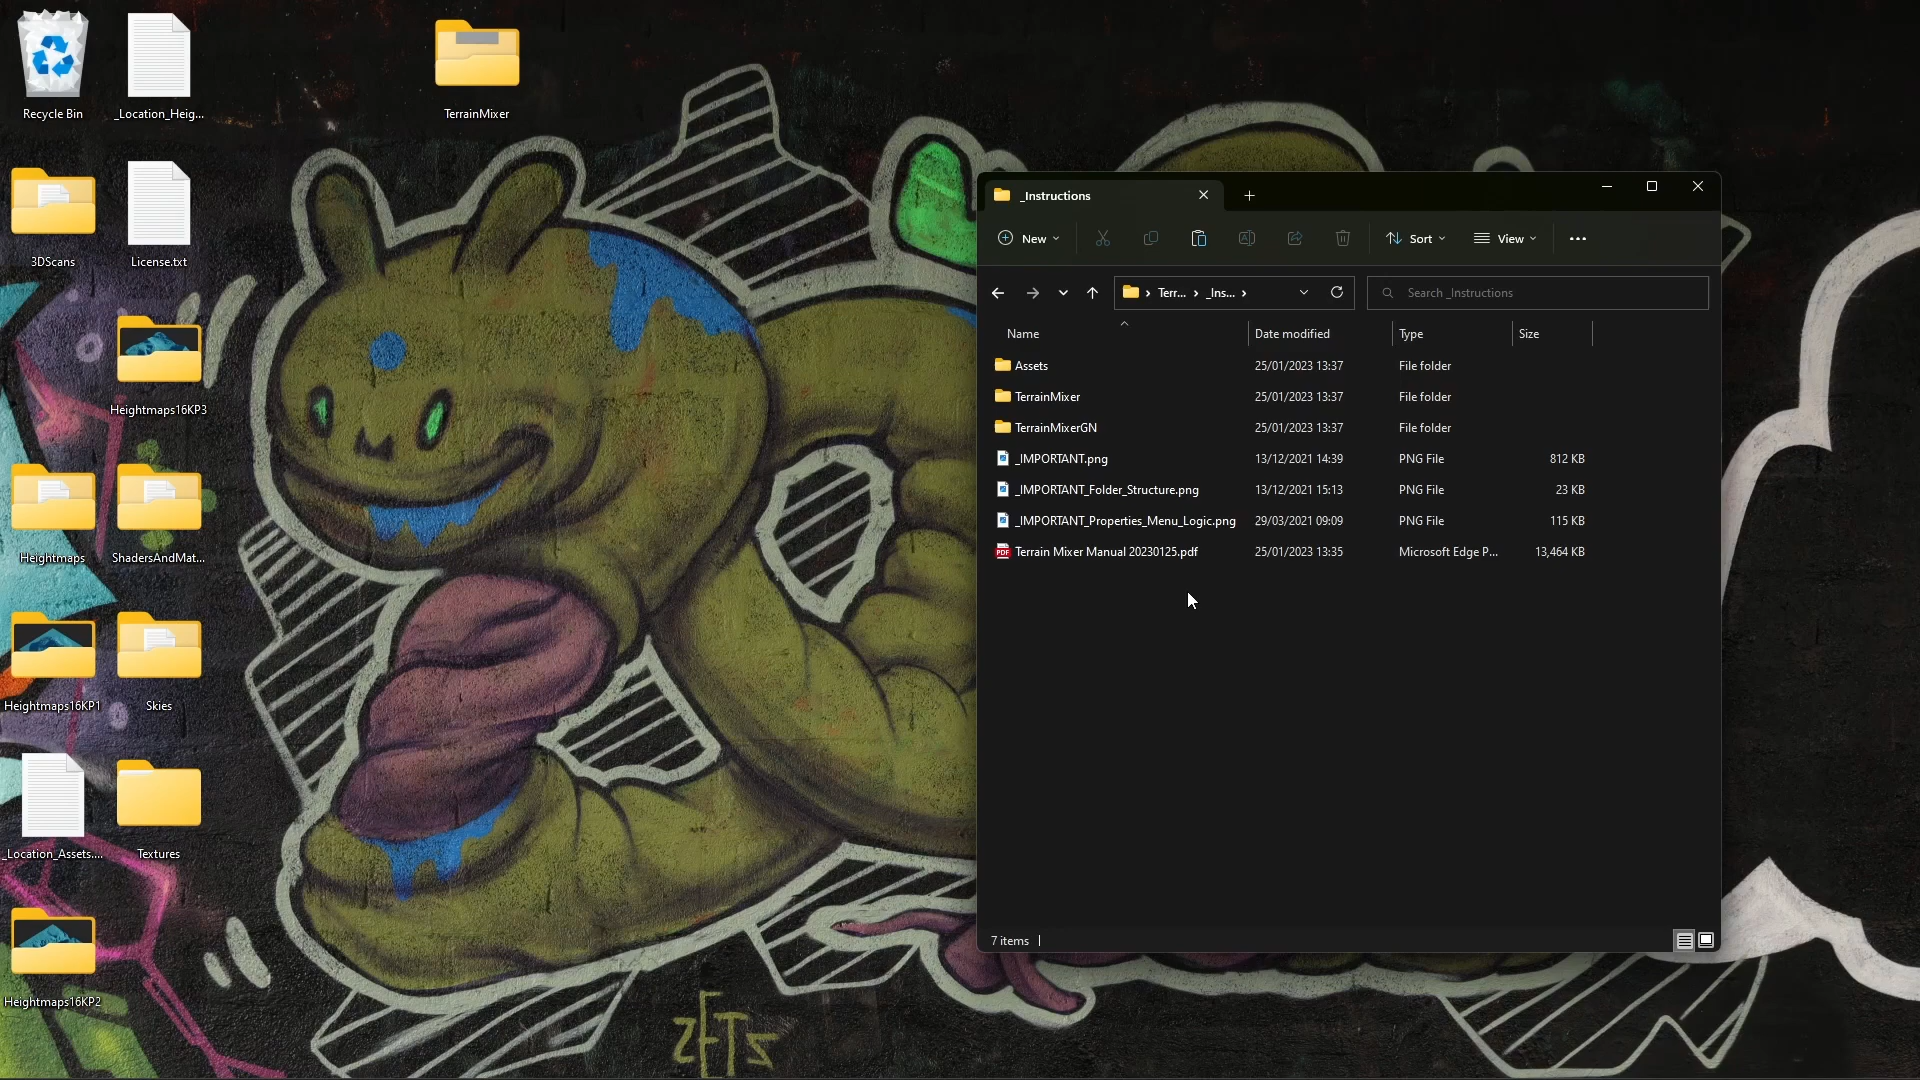 Recycle Bin
_Location_Heig...
TerrainMixer
3DScans
License.txt
Heightmaps16KP3
Heightmaps
ShadersAndMat...
Heightmaps16KP1
Skies
_Location_Assets....
Textures
Heightmaps16KP2
_Instructions
New
Sort
View
Terr...
_Ins...
Search _Instructions
Name Date modified Type Size
Assets 25/01/2023 13:37 File folder
TerrainMixer 25/01/2023 13:37 File folder
TerrainMixerGN 25/01/2023 13:37 File folder
_IMPORTANT.png 13/12/2021 14:39 PNG File 812 KB
_IMPORTANT_Folder_Structure.png 13/12/2021 15:13 PNG File 23 KB
_IMPORTANT_Properties_Menu_Logic.png 29/03/2021 09:09 PNG File 115 KB
PDF Terrain Mixer Manual 20230125.pdf 25/01/2023 13:35 Microsoft Edge P... 13,464 KB
7 items